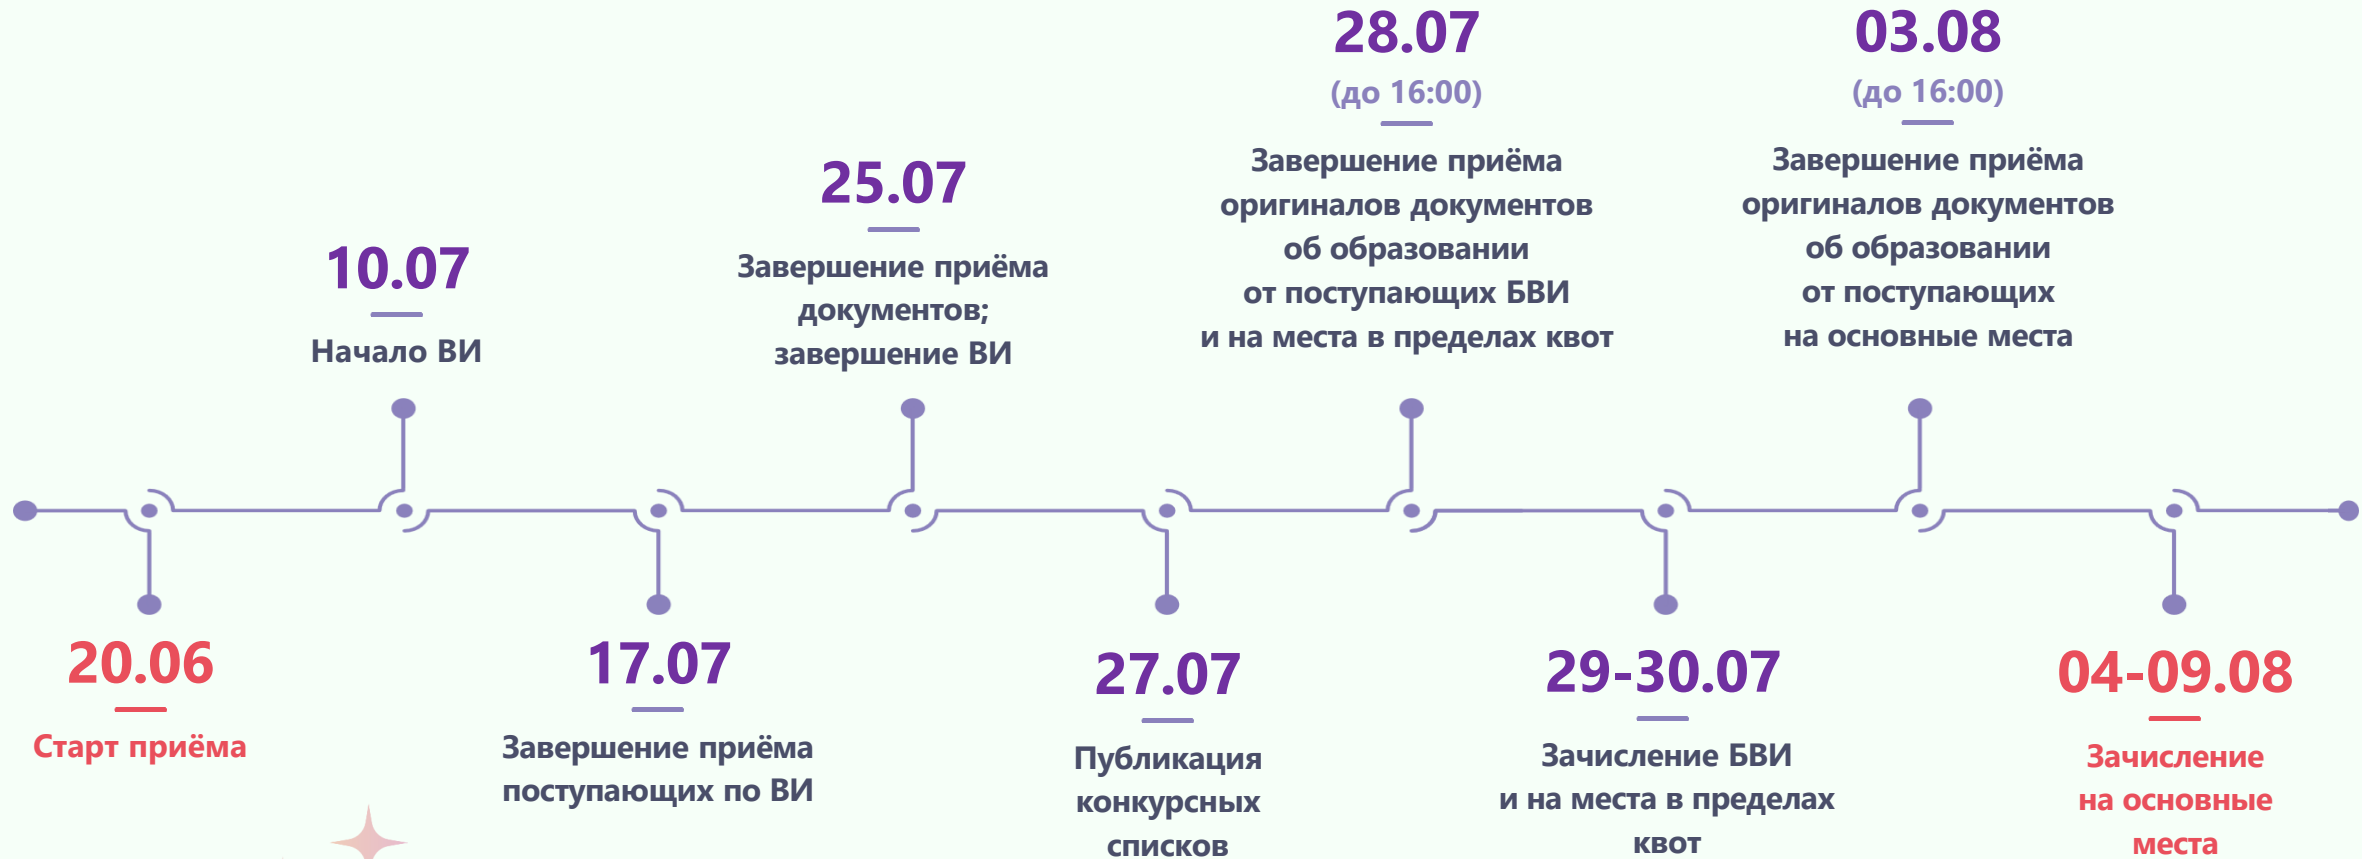 20.06
Старт приёма
10.07
Начало ВИ
17.07
Завершение приёма
поступающих по ВИ
25.07
Завершение приёма
документов;
завершение ВИ
27.07
Публикация
конкурсных
списков
28.07
(до 16:00)
Завершение приёма
оригиналов документов
об образовании
от поступающих БВИ
и на места в пределах квот
29-30.07
Зачисление БВИ
и на места в пределах
квот
03.08
(до 16:00)
Завершение приёма
оригиналов документов
об образовании
от поступающих
на основные места
04-09.08
Зачисление
на основные
места